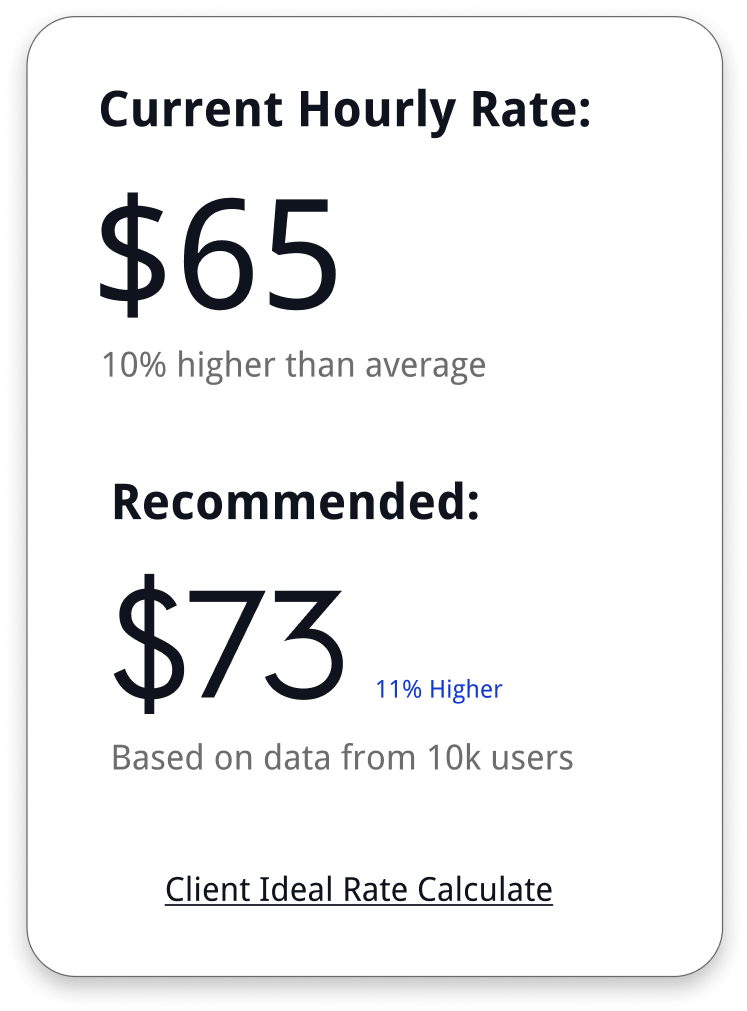 Current Hourly Rate:
$65
10% higher than average
Recommended:
$73 11% Higher
Based on data from 10k users
Client Ideal Rate Calculate